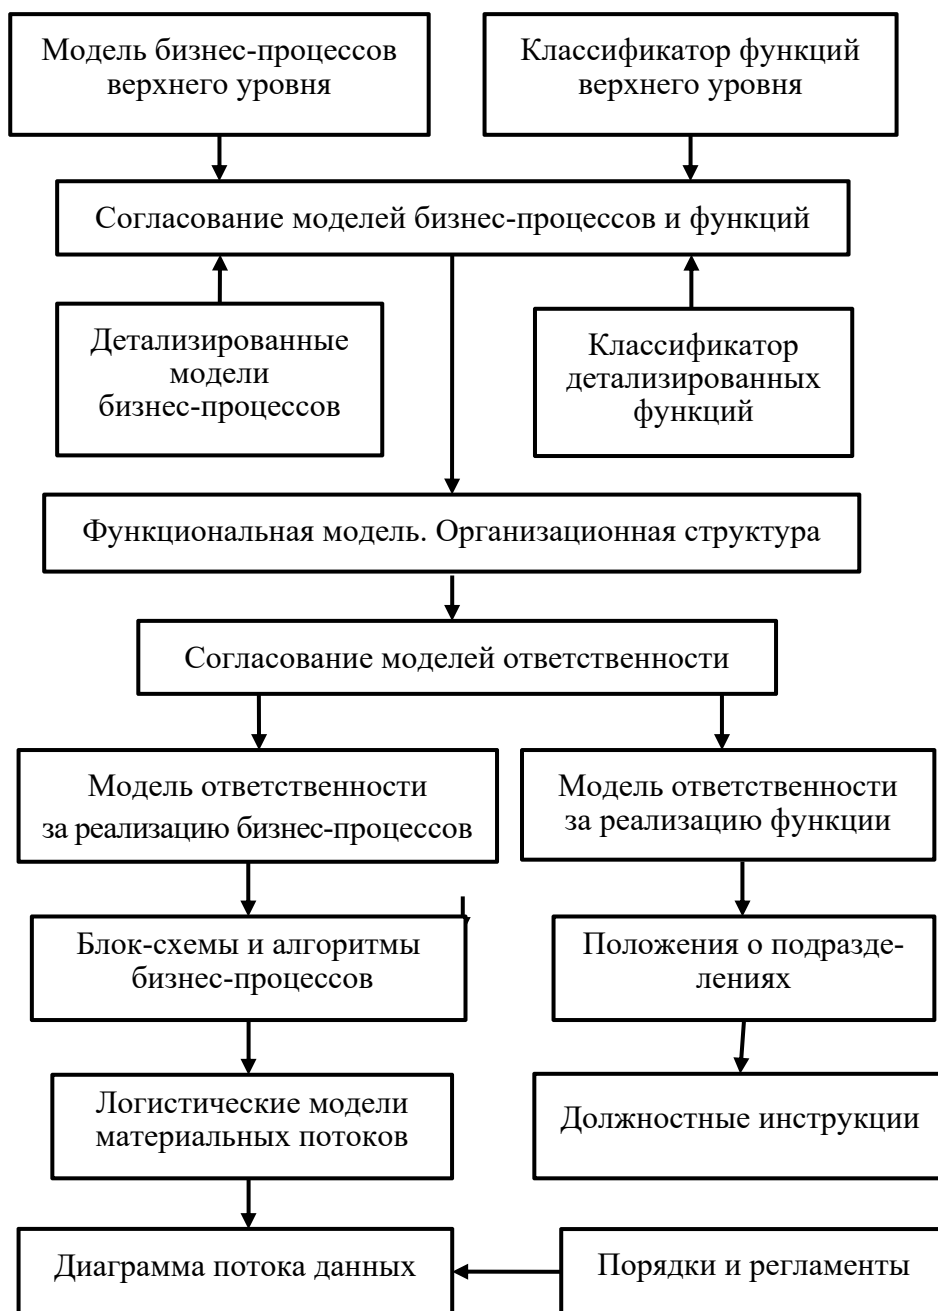 Модель бизнес-процессов
верхнего уровня
Классификатор функций
верхнего уровня
Согласование моделей бизнес-процессов и функций
Детализированные
модели
бизнес-процессов
Классификатор
детализированных
функций
Функциональная модель. Организационная структура
Согласование моделей ответственности
Модель ответственности
за реализацию бизнес-процессов
Модель ответственности
за реализацию функции
Блок-схемы и алгоритмы
бизнес-процессов
Положения о подразде-
лениях
Логистические модели
материальных потоков
Должностные инструкции
Диаграмма потока данных
Порядки и регламенты